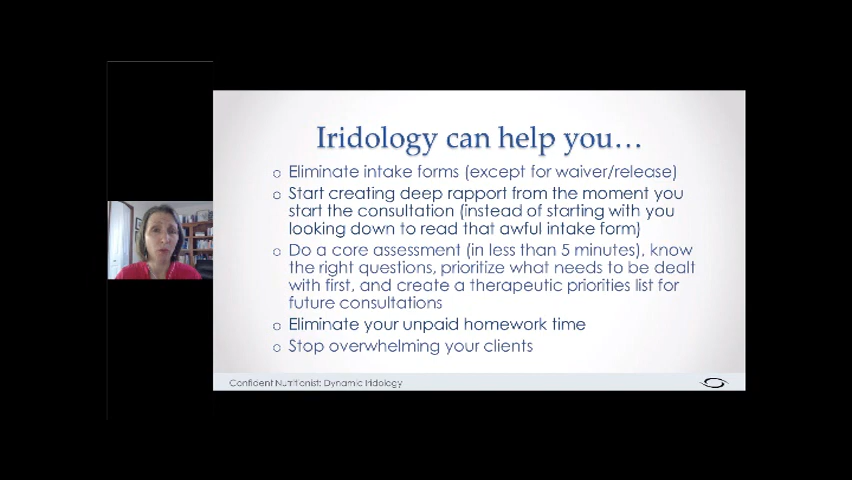 Iridology can help you…
Eliminate intake forms (except for waiver/release)
Start creating deep rapport from the moment you
start the consultation (instead of starting with you
looking down to read that awful intake form)
Do a core assessment (in less than 5 minutes), know
the right questions, prioritize what needs to be dealt
with first, and create a therapeutic priorities list for
future consultations
Eliminate your unpaid homework time
Stop overwhelming your clients
Confident Nutritionist: Dynamic Iridology